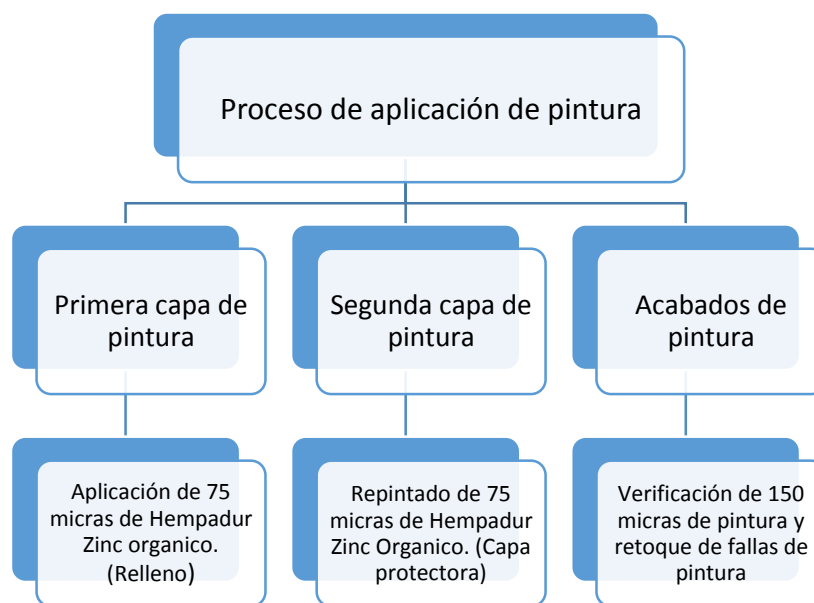 Proceso de aplicación de pintura
Primera capa de
pintura
Segunda capa de
pintura
Acabados de
pintura
Aplicación de 75
micras de Hempadur
Zinc organico.
(Relleno)
Repintado de 75
micras de Hempadur
Zinc Organico. (Capa
protectora)
Verificación de 150
micras de pintura y
retoque de fallas de
pintura